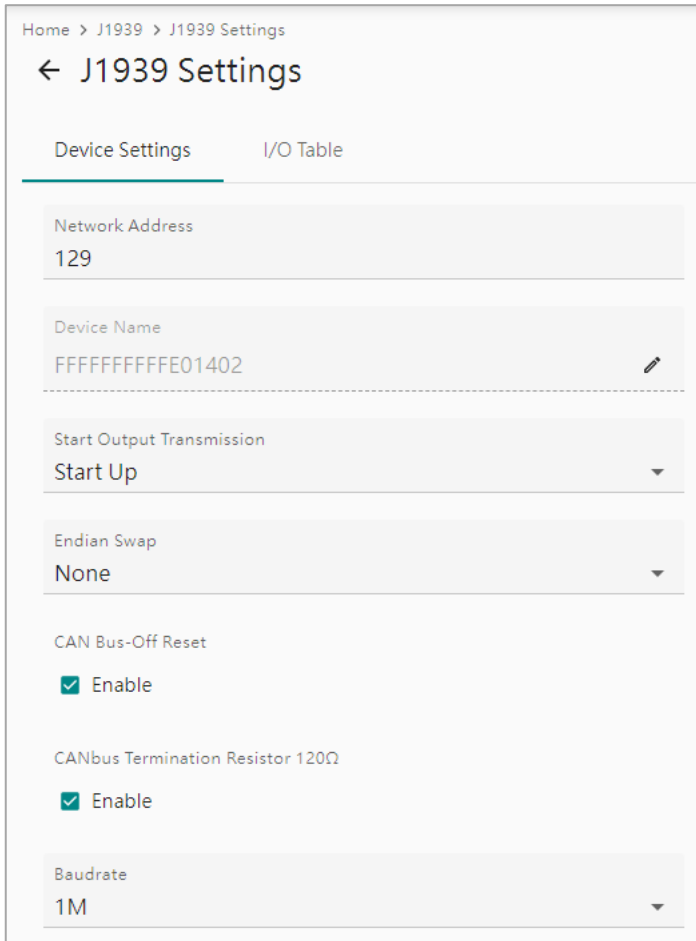 Home > J1939 > J1939 Settings
← J1939 Settings
Device Settings I/O Table
Network Address
129
Device Name
FFFFFFFFFFE01402
Start Output Transmission
Start Up
Endian Swap
None
CAN Bus-Off Reset
Enable
CANbus Termination Resistor 120Ω
Enable
Baudrate
1M